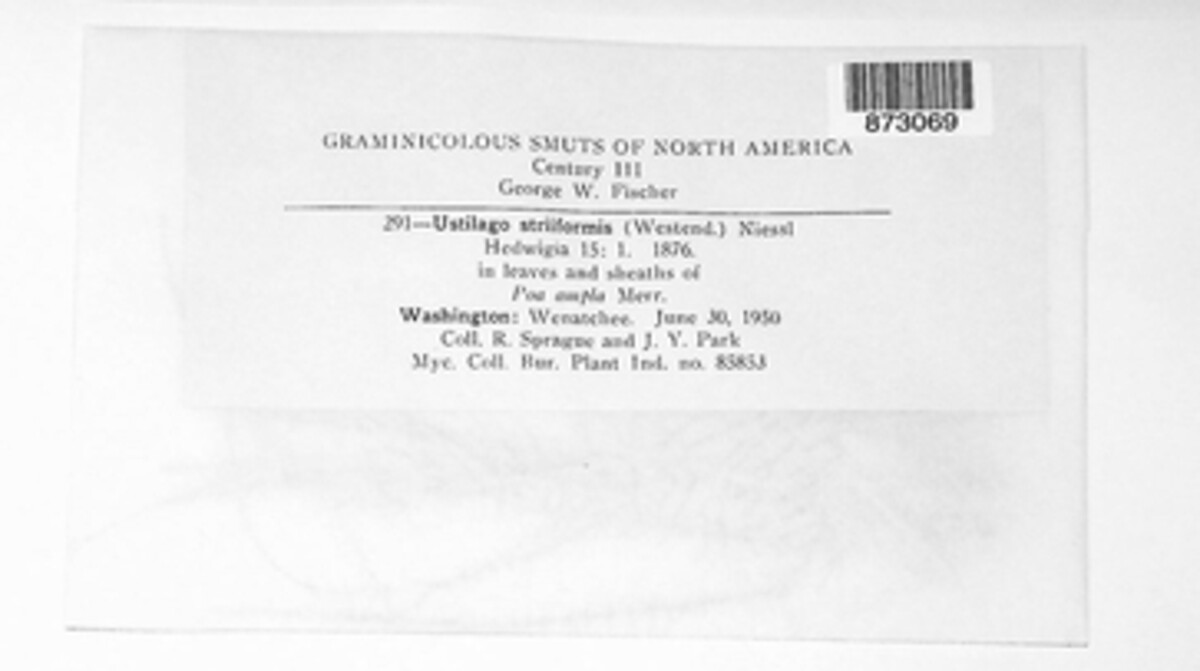 873069
GRAMINICOLOUS SMUTS OF NORTH AMERICA
Century III
George W. Fischer
291—Ustilago striiformis (Westend.) Niessl
Hedwigia 15: 1. 1876.
in leaves and sheaths of
Poa ampla Merr.
Washington: Wenatchee. June 30, 1950
Coll. R. Sprague and J. Y. Park
Myc. Coll. Bur. Plant Ind. no. 85853